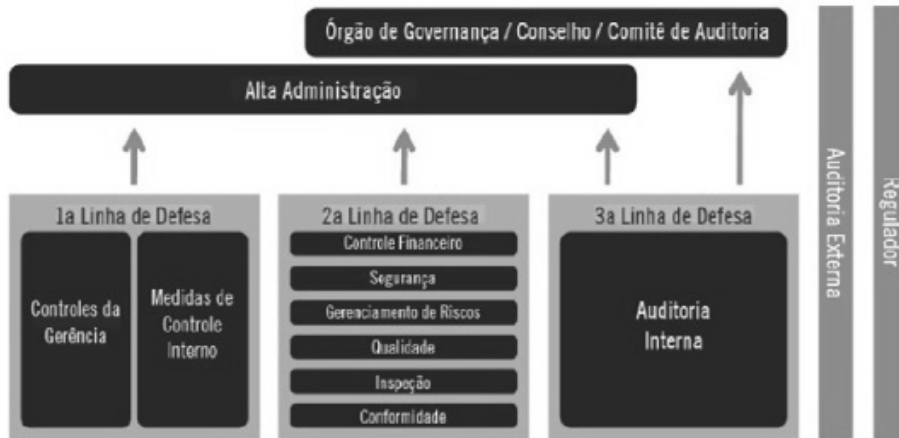 Órgão de Governança / Conselho / Comitê de Auditoria
Alta Administração
1a Linha de Defesa
Controles da
Gerência
Medidas de
Controle
Interno
2a Linha de Defesa
Controle Financeiro
Segurança
Gerenciamento de Riscos
Qualidade
Inspeção
Conformidade
3a Linha de Defesa
Auditoria
Interna
Auditoria Externa
Regulador